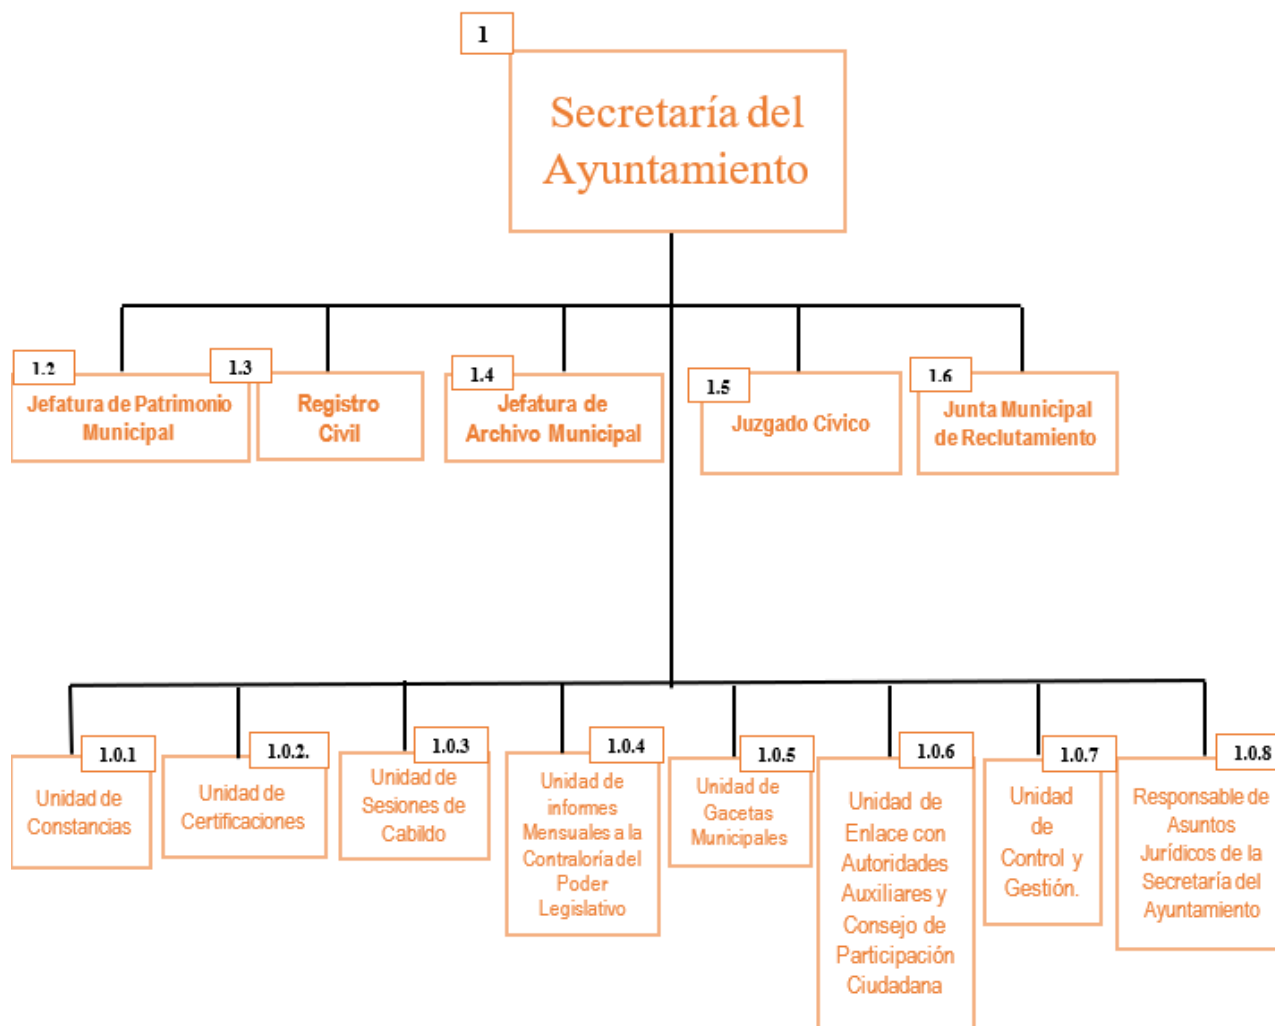 1
Secretaría del
Ayuntamiento
1.2
Jefatura de Patrimonio
Municipal
1.3
Registro
Civil
1.4
Jefatura de
Archivo Municipal
1.5
Juzgado Cívico
1.6
Junta Municipal
de Reclutamiento
1.0.1
Unidad de
Constancias
1.0.2.
Unidad de
Certificaciones
1.0.3
Unidad de
Sesiones de
Cabildo
1.0.4
Unidad de
informes
Mensuales a la
Contraloría del
Poder
Legislativo
1.0.5
Unidad de
Gacetas
Municipales
1.0.6
Unidad de
Enlace con
Autoridades
Auxiliares y
Consejo de
Participación
Ciudadana
1.0.7
Unidad
de
Control y
Gestión.
1.0.8
Responsable de
Asuntos
Jurídicos de la
Secretaría del
Ayuntamiento